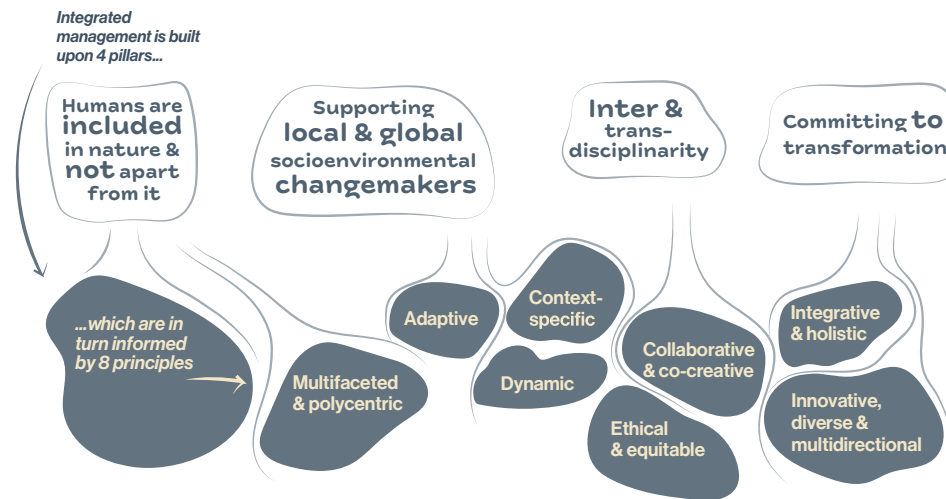 Integrated
management is built
upon 4 pillars...
Humans are
included
in nature &
not apart
from it
Supporting
local & global
socioenvironmental
changemakers
Inter &
trans-
disciplinarity
Committing to
transformation
...which are in
turn informed
by 8 principles
Multifaceted
& polycentric
Adaptive
Context-
specific
Dynamic
Collaborative
& co-creative
Ethical
& equitable
Integrative
& holistic
Innovative,
diverse &
multidirectional